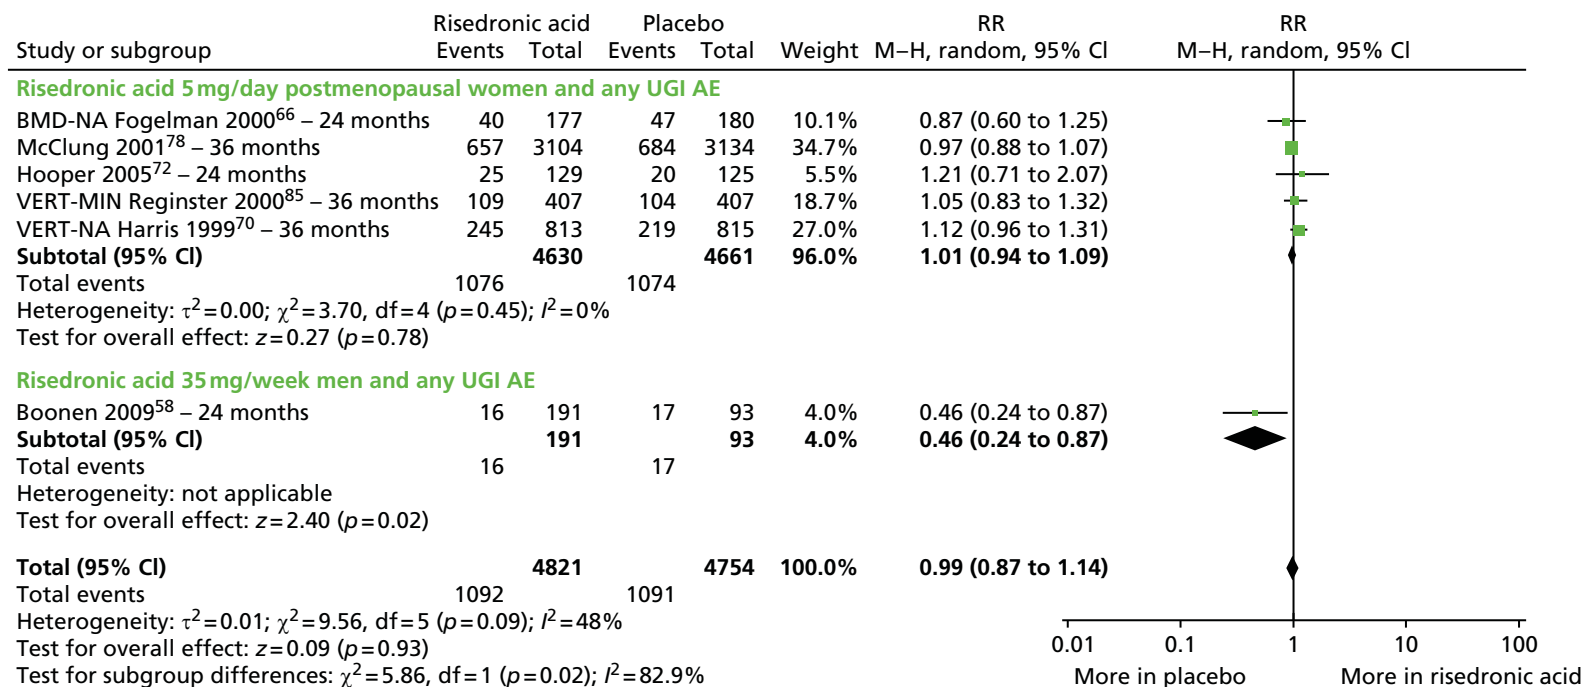 Risedronic acid Placebo RR RR
Study or subgroup Events Total Events Total Weight M–H, random, 95% CI M–H, random, 95% CI
Risedronic acid 5 mg/day postmenopausal women and any UGI AE
BMD-NA Fogelman 2000⁶⁶ – 24 months 40 177 47 180 10.1% 0.87 (0.60 to 1.25)
McClung 2001⁷⁸ – 36 months 657 3104 684 3134 34.7% 0.97 (0.88 to 1.07)
Hooper 2005⁷² – 24 months 25 129 20 125 5.5% 1.21 (0.71 to 2.07)
VERT-MIN Reginster 2000⁸⁵ – 36 months 109 407 104 407 18.7% 1.05 (0.83 to 1.32)
VERT-NA Harris 1999⁷⁰ – 36 months 245 813 219 815 27.0% 1.12 (0.96 to 1.31)
Subtotal (95% CI) 4630 4661 96.0% 1.01 (0.94 to 1.09)
Total events 1076 1074
Heterogeneity: τ²=0.00; χ²=3.70, df=4 (p=0.45); I²=0%
Test for overall effect: z=0.27 (p=0.78)
Risedronic acid 35 mg/week men and any UGI AE
Boonen 2009⁵⁸ – 24 months 16 191 17 93 4.0% 0.46 (0.24 to 0.87)
Subtotal (95% CI) 191 93 4.0% 0.46 (0.24 to 0.87)
Total events 16 17
Heterogeneity: not applicable
Test for overall effect: z=2.40 (p=0.02)
Total (95% CI) 4821 4754 100.0% 0.99 (0.87 to 1.14)
Total events 1092 1091
Heterogeneity: τ²=0.01; χ²=9.56, df=5 (p=0.09); I²=48%
Test for overall effect: z=0.09 (p=0.93)
Test for subgroup differences: χ²=5.86, df=1 (p=0.02); I²=82.9%
0.01 0.1 1 10 100
More in placebo More in risedronic acid